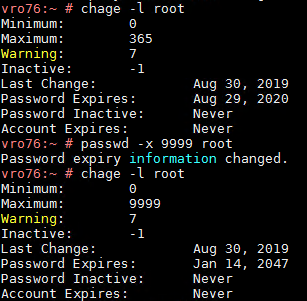 vro76:~ # chage -l root
Minimum: 0
Maximum: 365
Warning: 7
Inactive: -1
Last Change: Aug 30, 2019
Password Expires: Aug 29, 2020
Password Inactive: Never
Account Expires: Never
vro76:~ # passwd -x 9999 root
Password expiry information changed.
vro76:~ # chage -l root
Minimum: 0
Maximum: 9999
Warning: 7
Inactive: -1
Last Change: Aug 30, 2019
Password Expires: Jan 14, 2047
Password Inactive: Never
Account Expires: Never